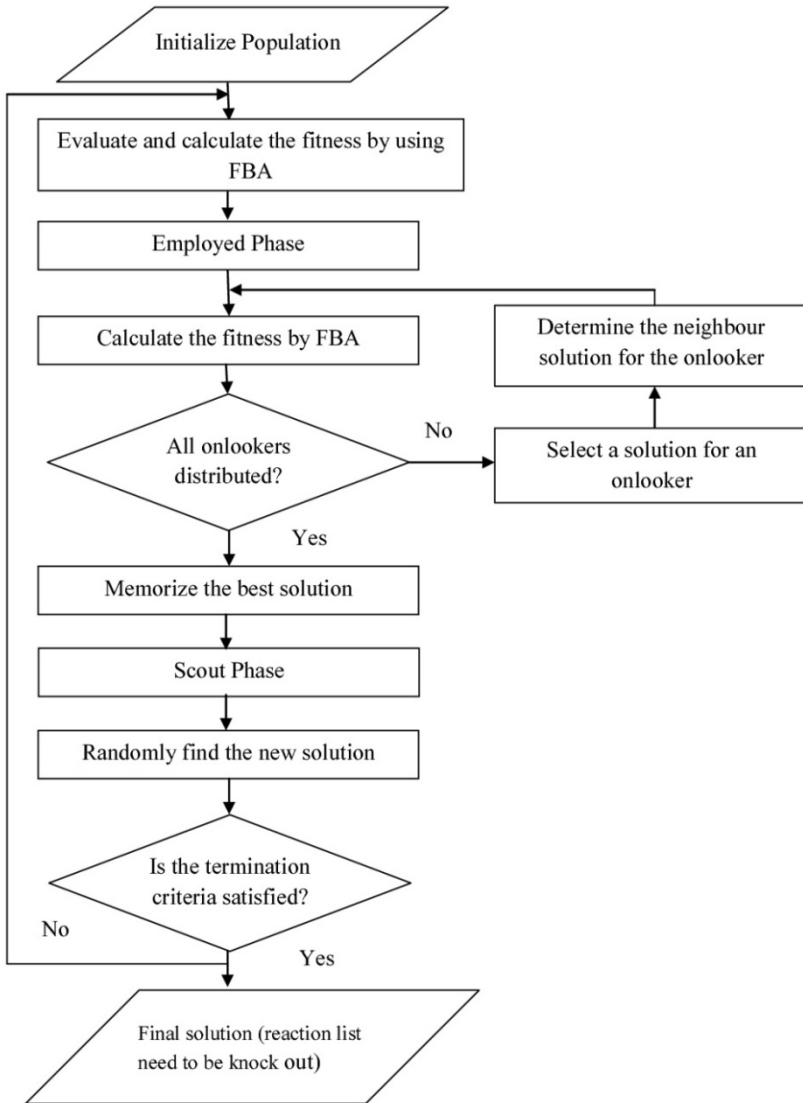 Initialize Population
Evaluate and calculate the fitness by using
FBA
Employed Phase
Calculate the fitness by FBA
Determine the neighbour
solution for the onlooker
All onlookers
distributed?
No
Select a solution for an
onlooker
Yes
Memorize the best solution
Scout Phase
Randomly find the new solution
Is the termination
criteria satisfied?
No
Yes
Final solution (reaction list
need to be knock out)